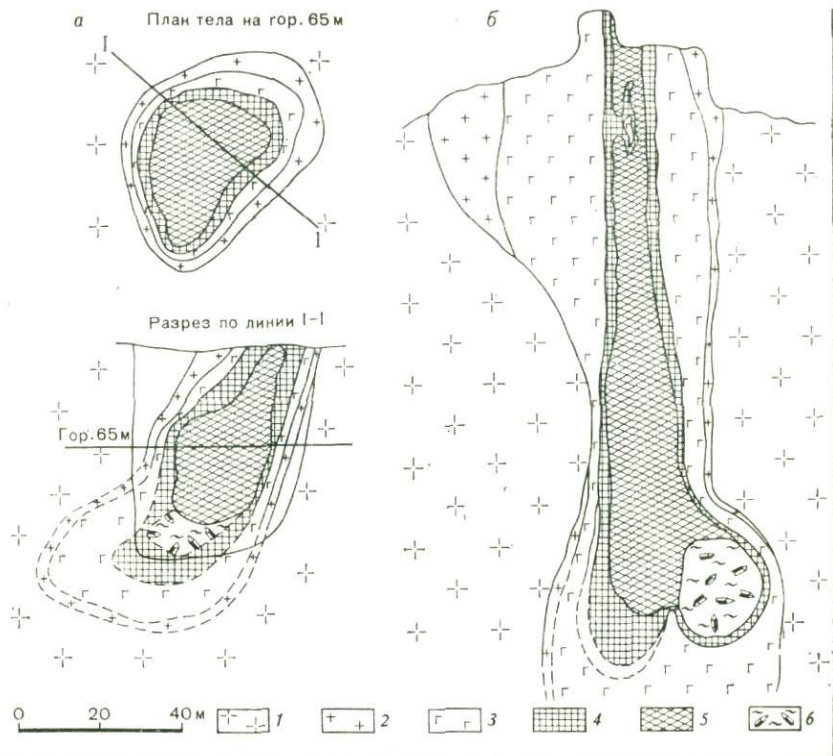 а План тела на гор. 65 м
I
I
Разрез по линии I–I
Гор. 65 м
б
0 20 40 м
1 2 3 4 5 6